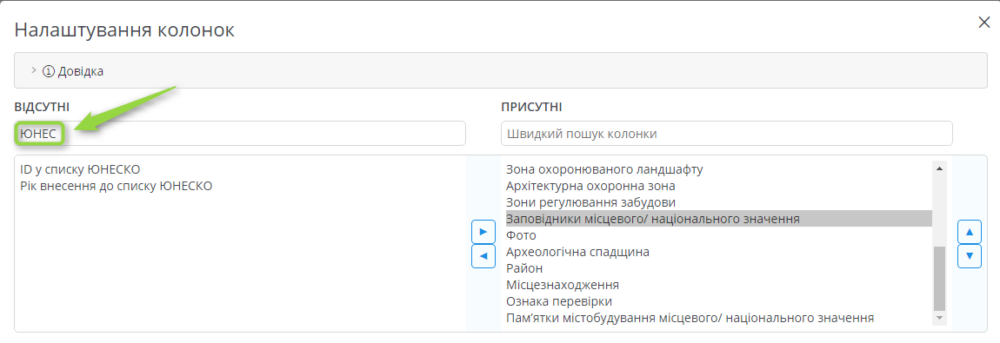 Налаштування колонок
Довідка
ВІДСУТНІ
ПРИСУТНІ
ЮНЕС
Швидкий пошук колонки
ID у списку ЮНЕСКО
Рік внесення до списку ЮНЕСКО
Зона охоронюваного ландшафту
Архітектурна охоронна зона
Зони регулювання забудови
Заповідники місцевого/ національного значення
Фото
Археологічна спадщина
Район
Місцезнаходження
Ознака перевірки
Пам’ятки містобудування місцевого/ національного значення